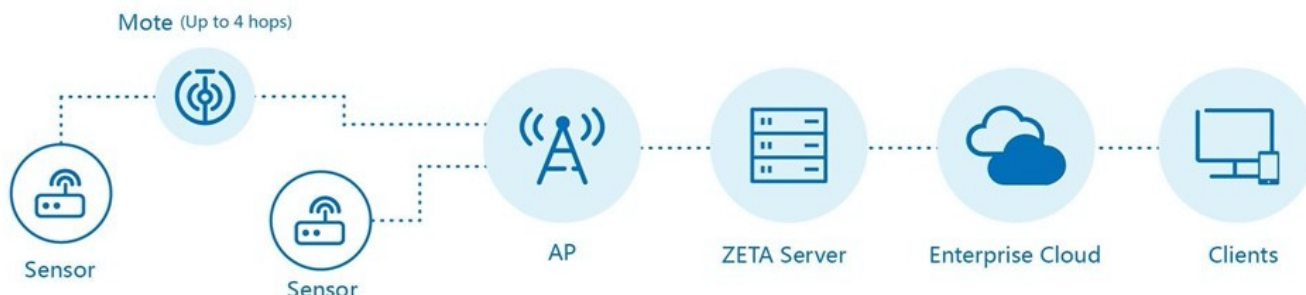 Mote (Up to 4 hops)
Sensor
Sensor
AP
ZETA Server
Enterprise Cloud
Clients